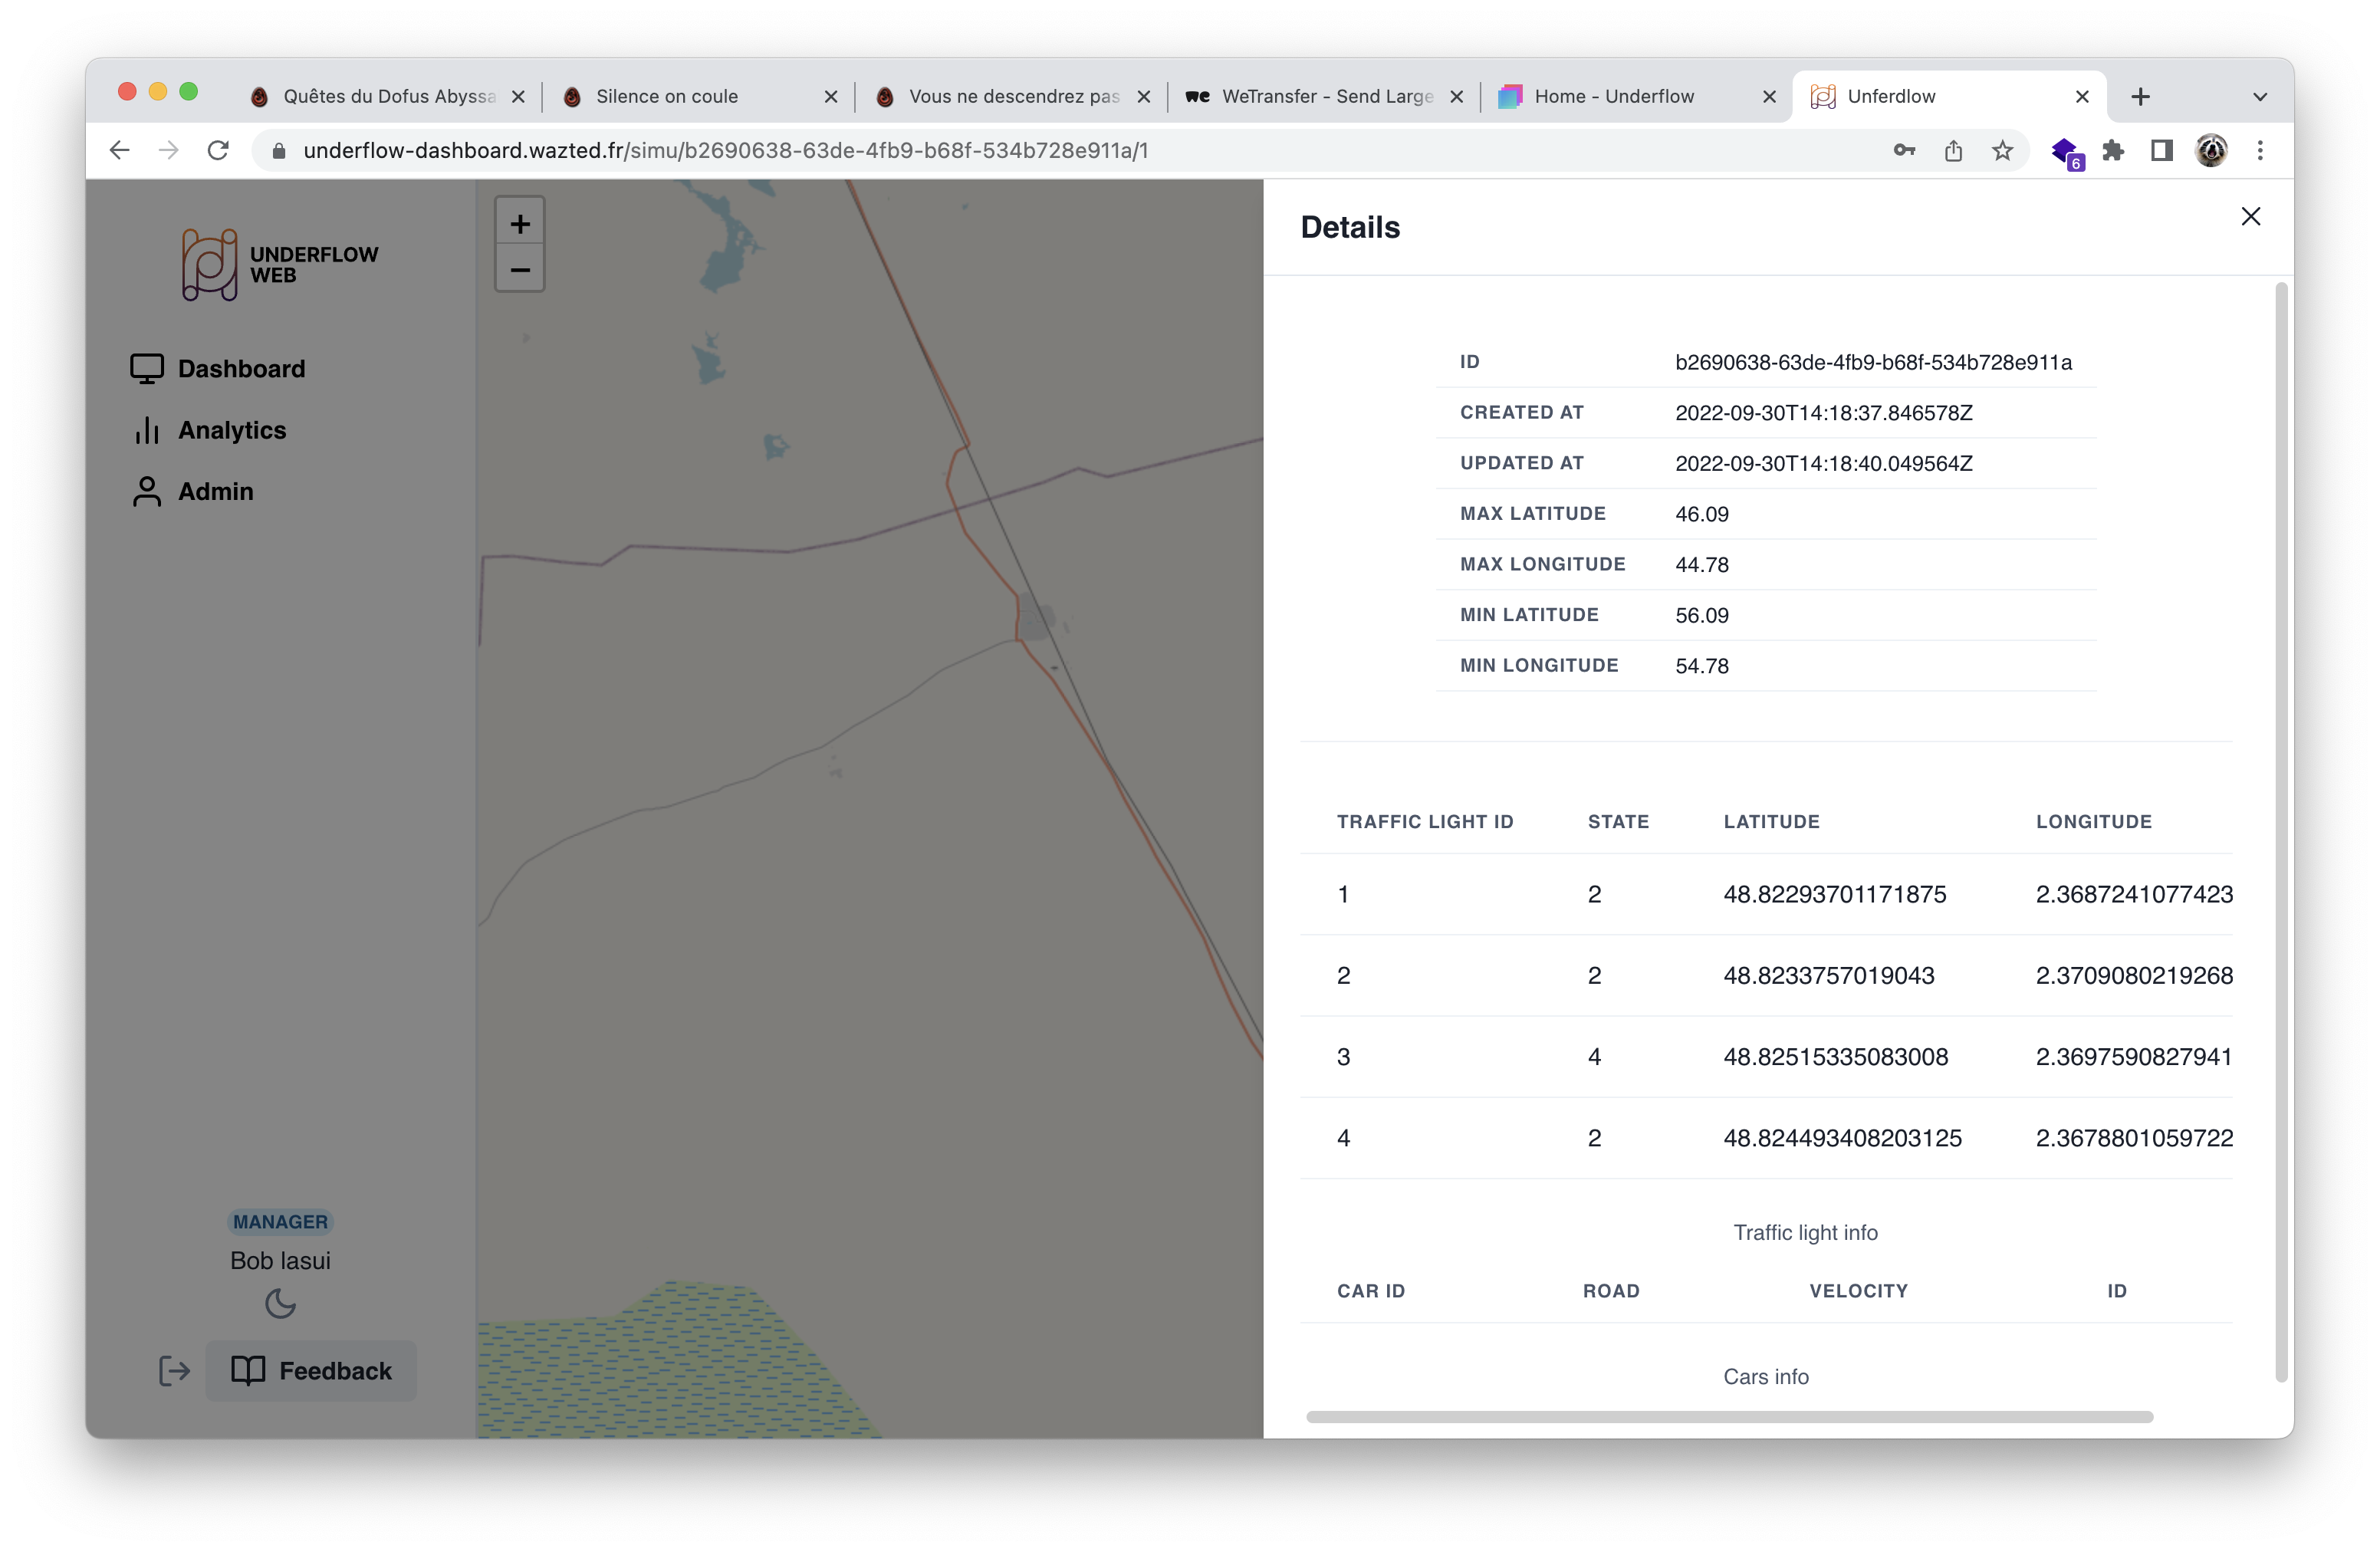 Quêtes du Dofus Abyssa
Silence on coule
Vous ne descendrez pas
WeTransfer - Send Large
Home - Underflow
Unferdlow
underflow-dashboard.wazted.fr/simu/b2690638-63de-4fb9-b68f-534b728e911a/1
6
UNDERFLOW
WEB
Dashboard
Analytics
Admin
MANAGER
Bob lasui
Feedback
+
−
Details
ID b2690638-63de-4fb9-b68f-534b728e911a
CREATED AT 2022-09-30T14:18:37.846578Z
UPDATED AT 2022-09-30T14:18:40.049564Z
MAX LATITUDE 46.09
MAX LONGITUDE 44.78
MIN LATITUDE 56.09
MIN LONGITUDE 54.78
TRAFFIC LIGHT ID STATE LATITUDE LONGITUDE
1 2 48.82293701171875 2.3687241077423
2 2 48.8233757019043 2.3709080219268
3 4 48.82515335083008 2.3697590827941
4 2 48.824493408203125 2.3678801059722
Traffic light info
CAR ID ROAD VELOCITY ID
Cars info